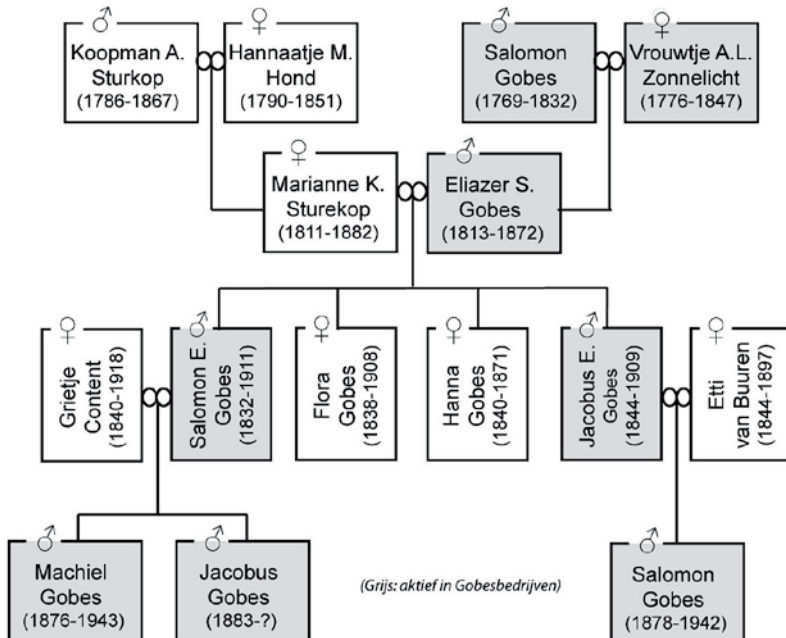 Koopman A.
Sturkop
(1786-1867)
Hannaatje M.
Hond
(1790-1851)
Salomon
Gobes
(1769-1832)
Vrouwtje A.L.
Zonnelicht
(1776-1847)
Marianne K.
Sturekop
(1811-1882)
Eliazer S.
Gobes
(1813-1872)
Grietje
Content
(1840-1918)
Salomon E.
Gobes
(1832-1911)
Flora
Gobes
(1838-1908)
Hanna
Gobes
(1840-1871)
Jacobus E.
Gobes
(1844-1909)
Etti
van Buuren
(1844-1897)
Machiel
Gobes
(1876-1943)
Jacobus
Gobes
(1883-?)
(Grijs: aktief in Gobesbedrijven)
Salomon
Gobes
(1878-1942)